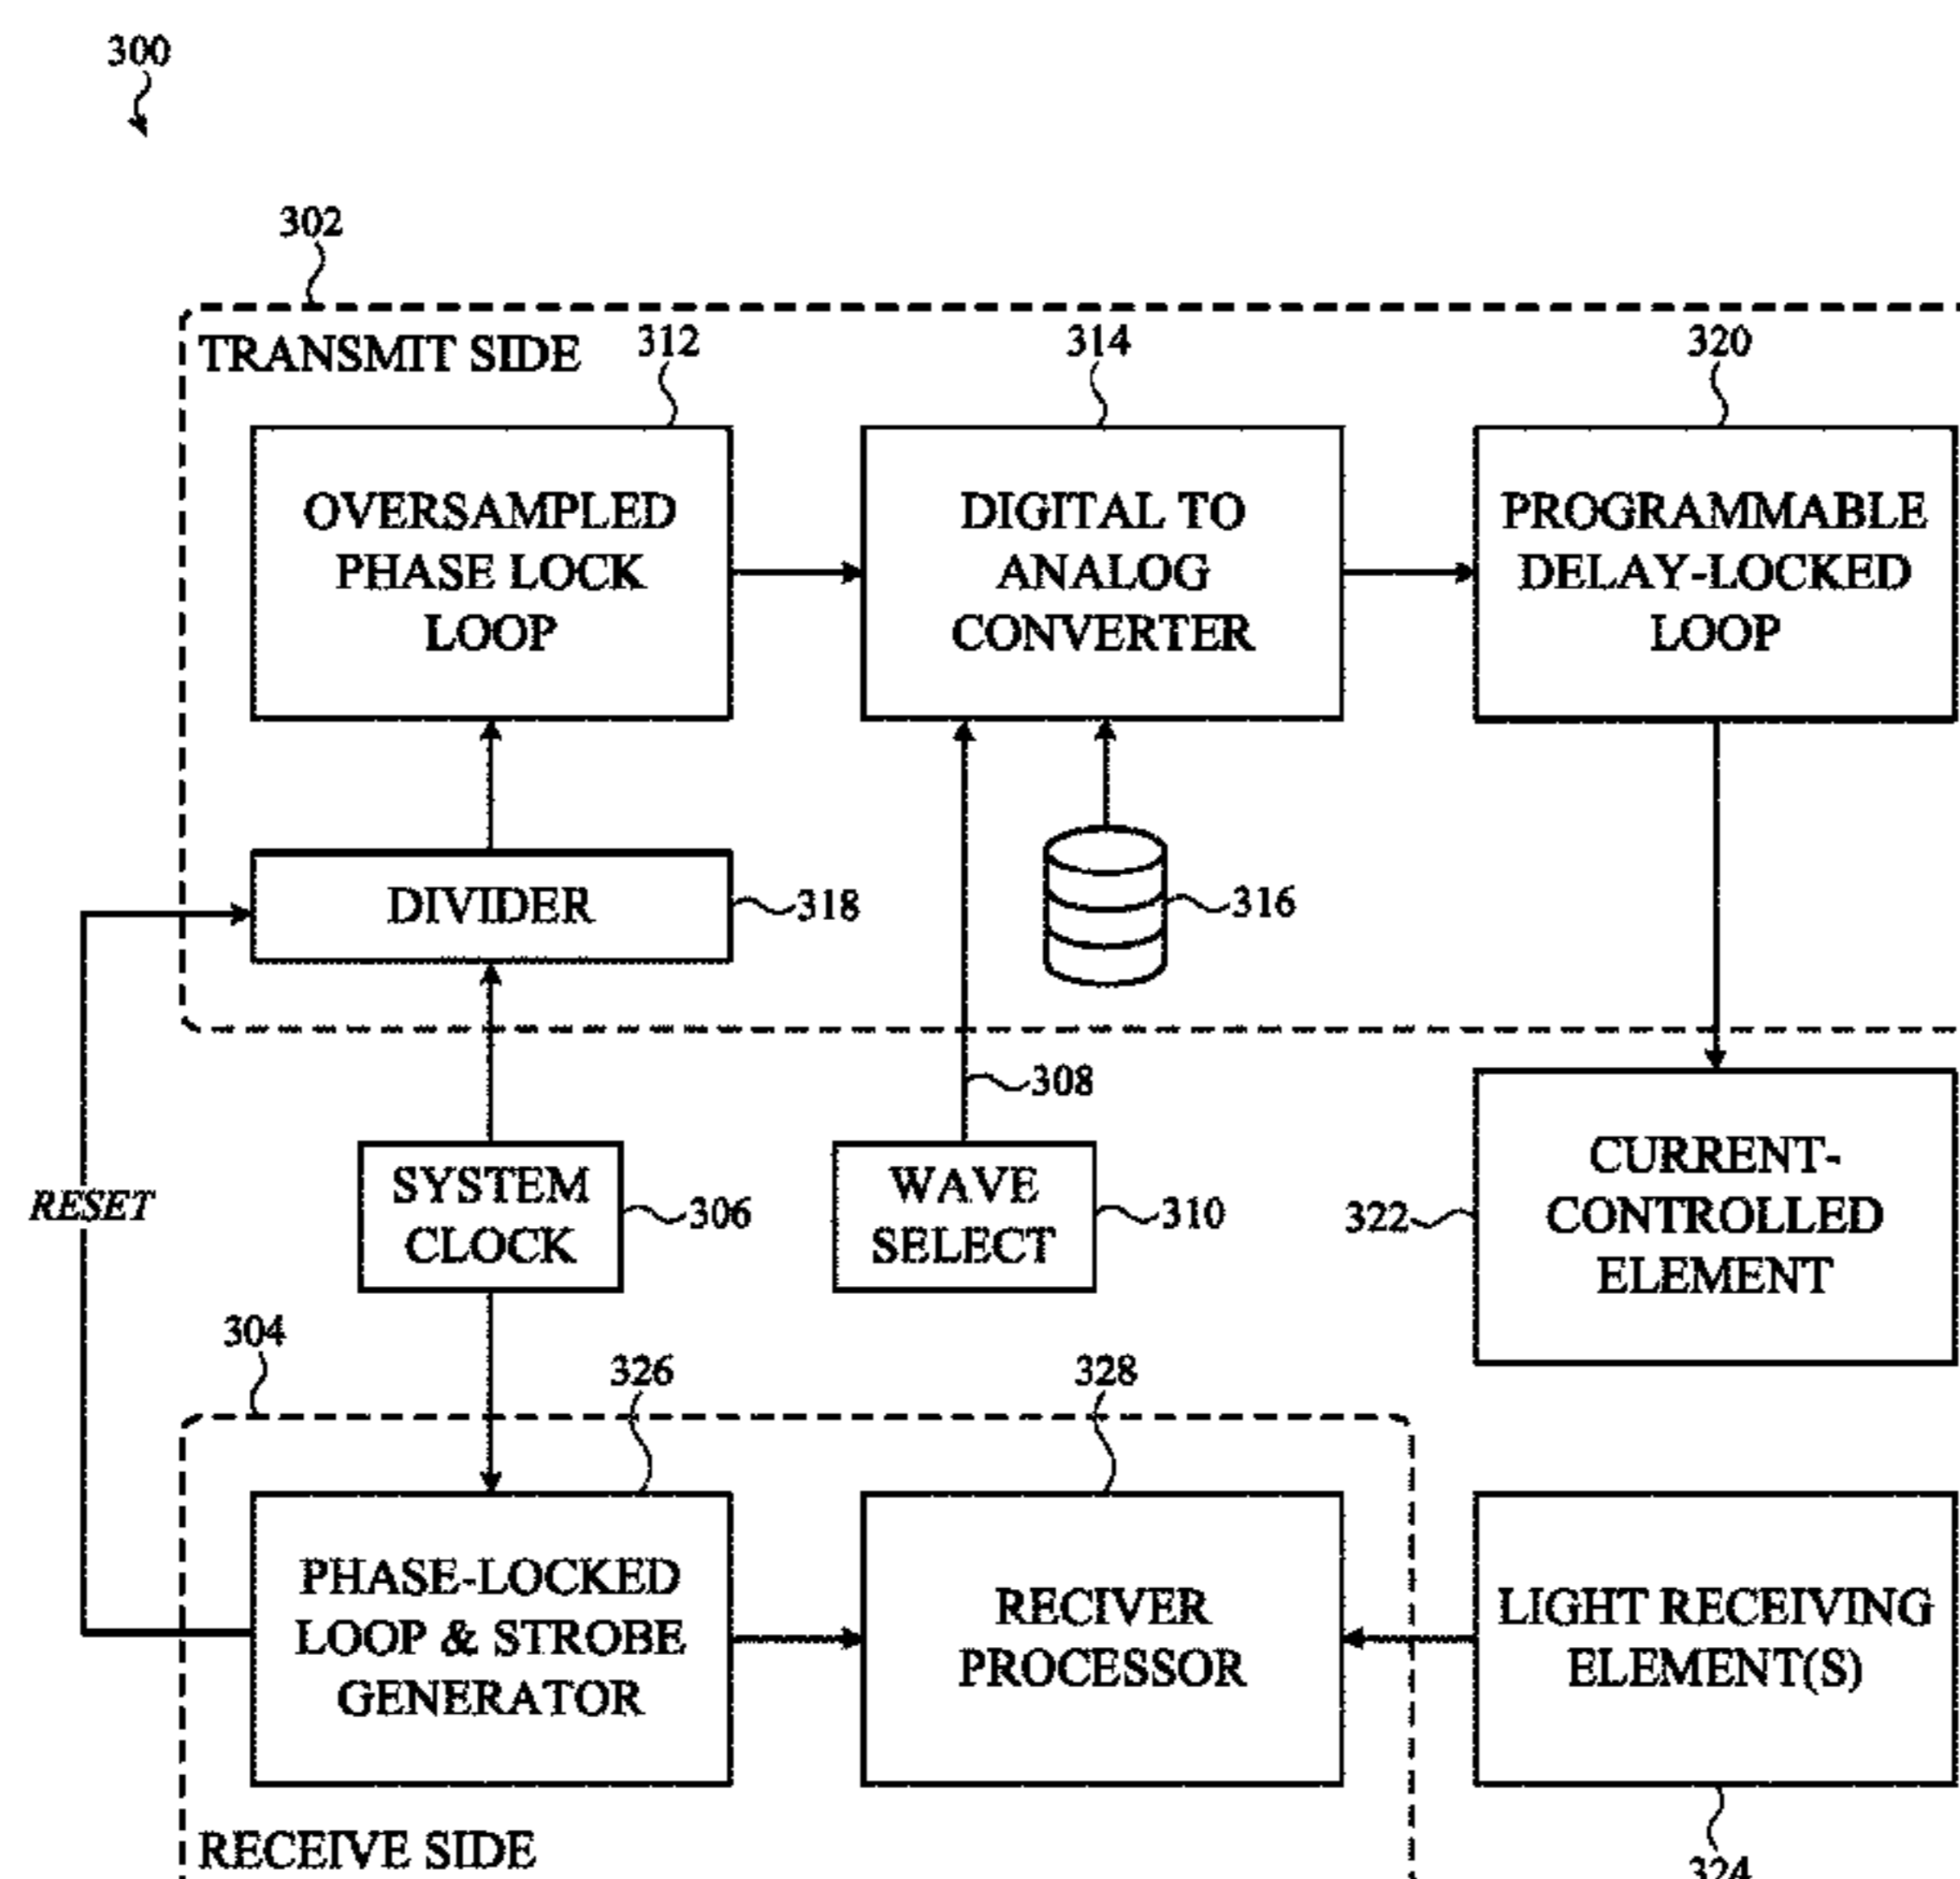 300
302
TRANSMIT SIDE
312
314
320
OVERSAMPLED
PHASE LOCK
LOOP
DIGITAL TO
ANALOG
CONVERTER
PROGRAMMABLE
DELAY-LOCKED
LOOP
DIVIDER
318
316
308
RESET
SYSTEM
CLOCK
306
WAVE
SELECT
310
322
CURRENT-
CONTROLLED
ELEMENT
304
326
328
PHASE-LOCKED
LOOP & STROBE
GENERATOR
RECIVER
PROCESSOR
LIGHT RECEIVING
ELEMENT(S)
RECEIVE SIDE
324